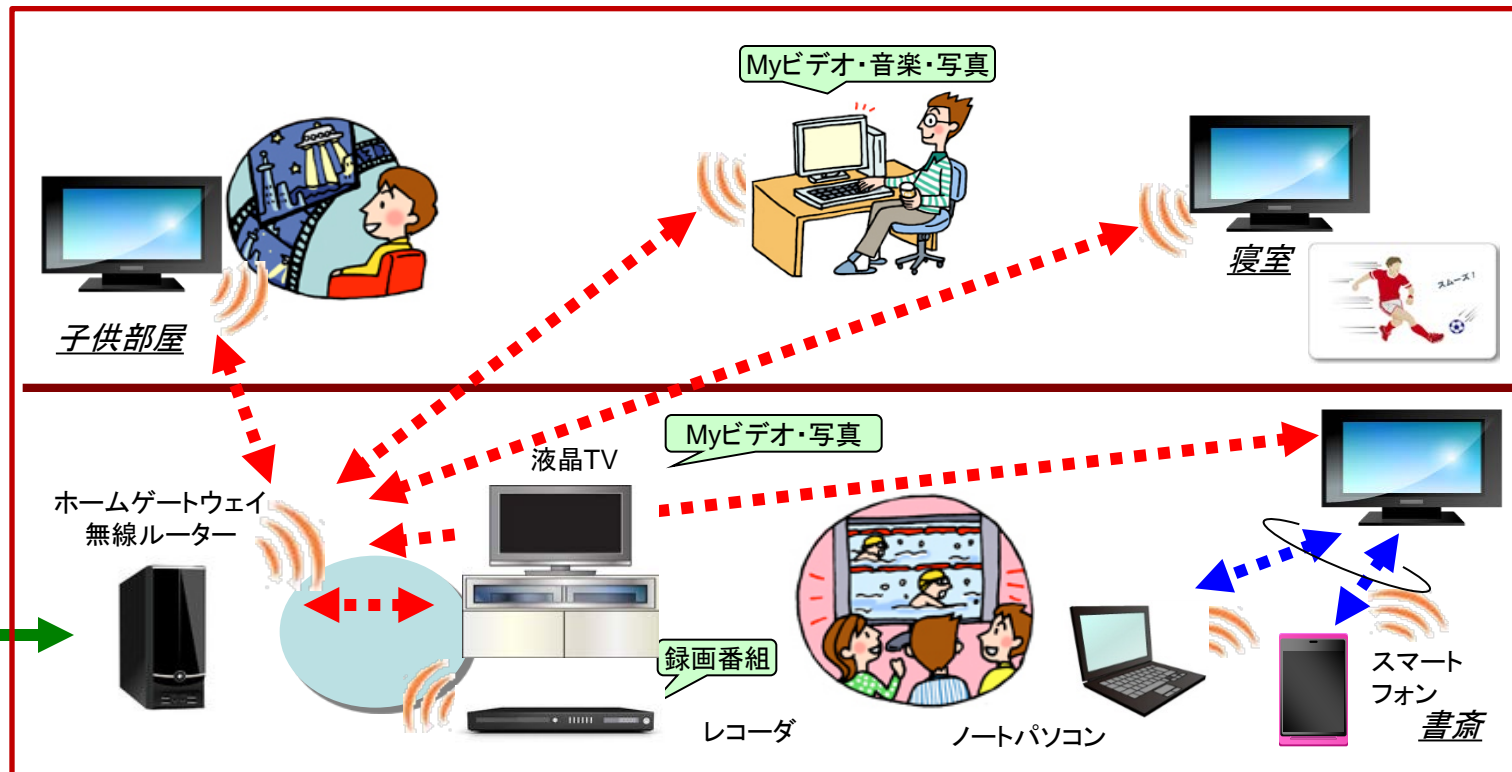 Myビデオ・音楽・写真
子供部屋
寝室
スムーズ!
Myビデオ・写真
液晶TV
ホームゲートウェイ
無線ルーター
録画番組
レコーダ
ノートパソコン
スマート
フォン
書斎